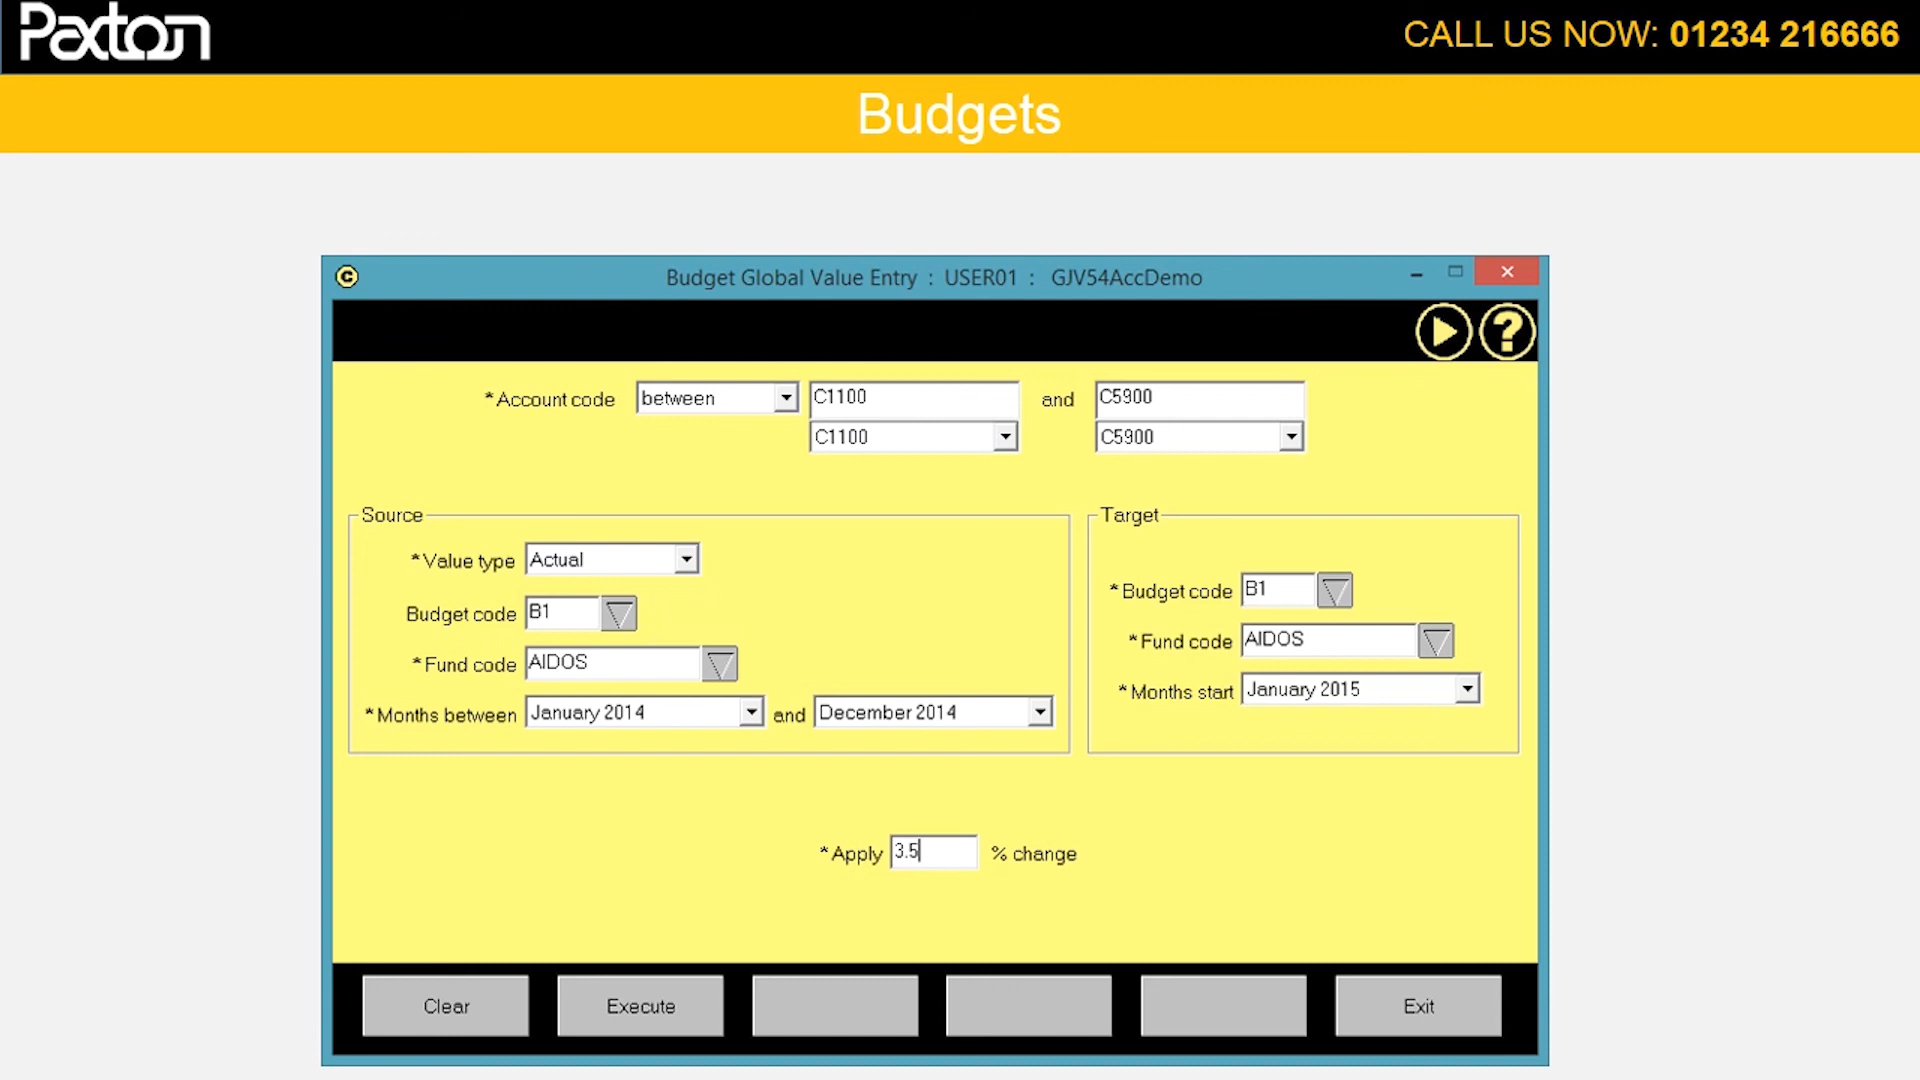 Paxton
CALL US NOW: 01234 216666
Budgets
Budget Global Value Entry : USER01 : GJV54AccDemo
* Account code between C1100 and C5900
C1100 C5900
Source
* Value type Actual
Budget code B1
* Fund code AIDOS
* Months between January 2014 and December 2014
Target
* Budget code B1
* Fund code AIDOS
* Months start January 2015
* Apply 3.5 % change
Clear Execute Exit